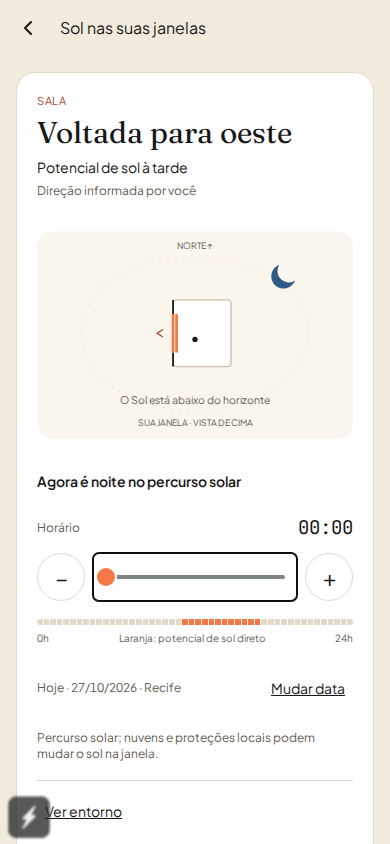 Sol nas suas janelas
SALA
Voltada para oeste
Potencial de sol à tarde
Direção informada por você
NORTE↑
O Sol está abaixo do horizonte
SUA JANELA · VISTA DE CIMA
Agora é noite no percurso solar
Horário 00:00
− +
0h Laranja: potencial de sol direto 24h
Hoje · 27/10/2026 · Recife Mudar data
Percurso solar; nuvens e proteções locais podem
mudar o sol na janela.
Ver entorno